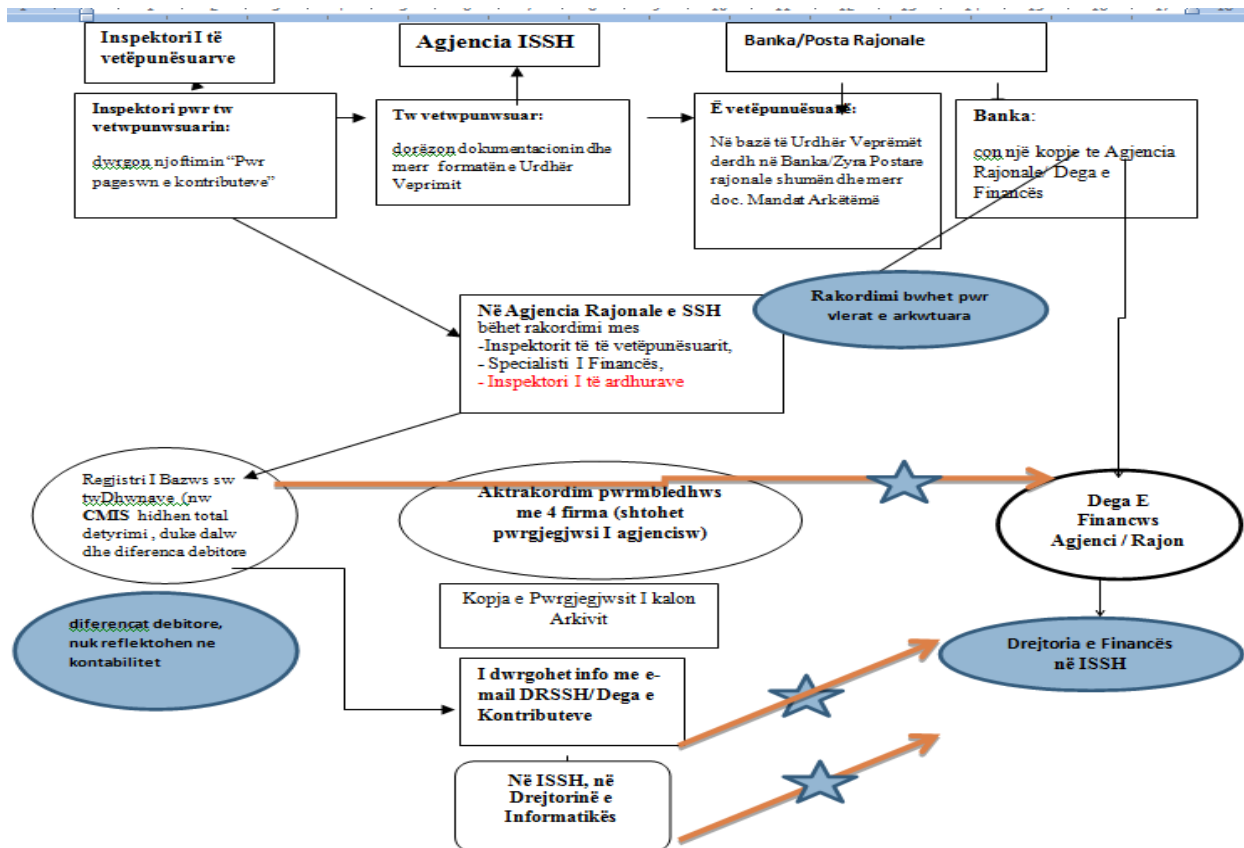 Inspektori I të
vetëpunësuarve
Agjencia ISSH
Banka/Posta Rajonale
Inspektori pwr tw
vetwpunwsuarin:
dwrgon njoftimin “Pwr
pageswn e kontributeve”
Tw vetwpunwsuar:
dorëzon dokumentacionin dhe
merr formatën e Urdhër
Veprimit
Ë vetëpunuësuarë:
Në bazë të Urdhër Veprëmët
derdh në Banka/Zyra Postare
rajonale shumën dhe merr
doc. Mandat Arkëtëmë
Banka:
con një kopje te Agjencia
Rajonale/ Dega e
Financës
Rakordimi bwhet pwr
vlerat e arkwtuara
Në Agjencia Rajonale e SSH
bëhet rakordimi mes
-Inspektorit të të vetëpunësuarit,
- Specialisti I Financës,
- Inspektori I të ardhurave
Regjistri I Bazws sw
twDhwnave (nw
CMIS hidhen total
detyrimi , duke dalw
dhe diferenca debitore
Aktrakordim pwrmbledhws
me 4 firma (shtohet
pwrgjegjwsi I agjencisw)
Dega E
Financws
Agjenci / Rajon
Kopja e Pwrgjegjwsit I kalon
Arkivit
diferencat debitore,
nuk reflektohen ne
kontabilitet
Drejtoria e Financës
në ISSH
I dwrgohet info me e-
mail DRSSH/ Dega e
Kontributeve
Në ISSH, në
Drejtorinë e
Informatikës